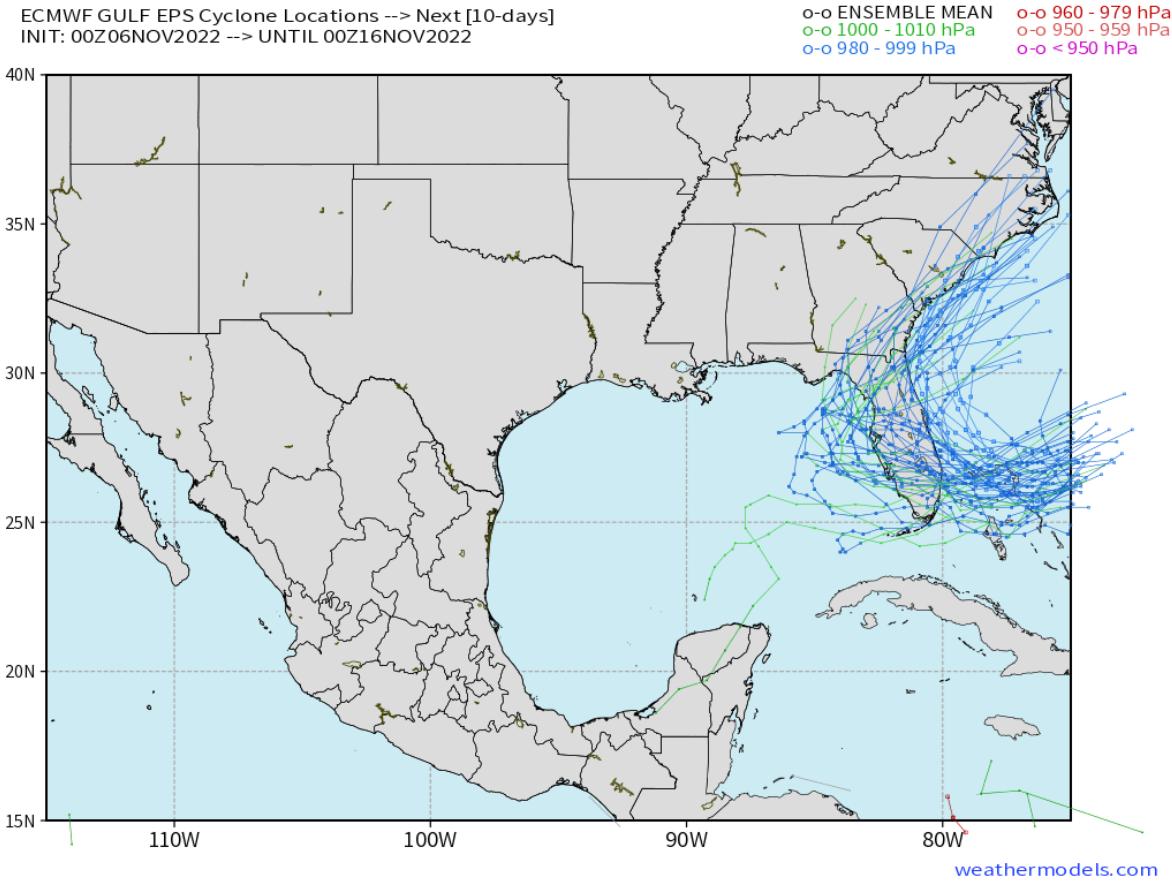 ECMWF GULF EPS Cyclone Locations --> Next [10-days]
INIT: 00Z06NOV2022 --> UNTIL 00Z16NOV2022
o-o ENSEMBLE MEAN
o-o 1000 - 1010 hPa
o-o 980 - 999 hPa
o-o 960 - 979 hPa
o-o 950 - 959 hPa
o-o < 950 hPa
40N
35N
30N
25N
20N
15N
110W
100W
90W
80W
weathermodels.com